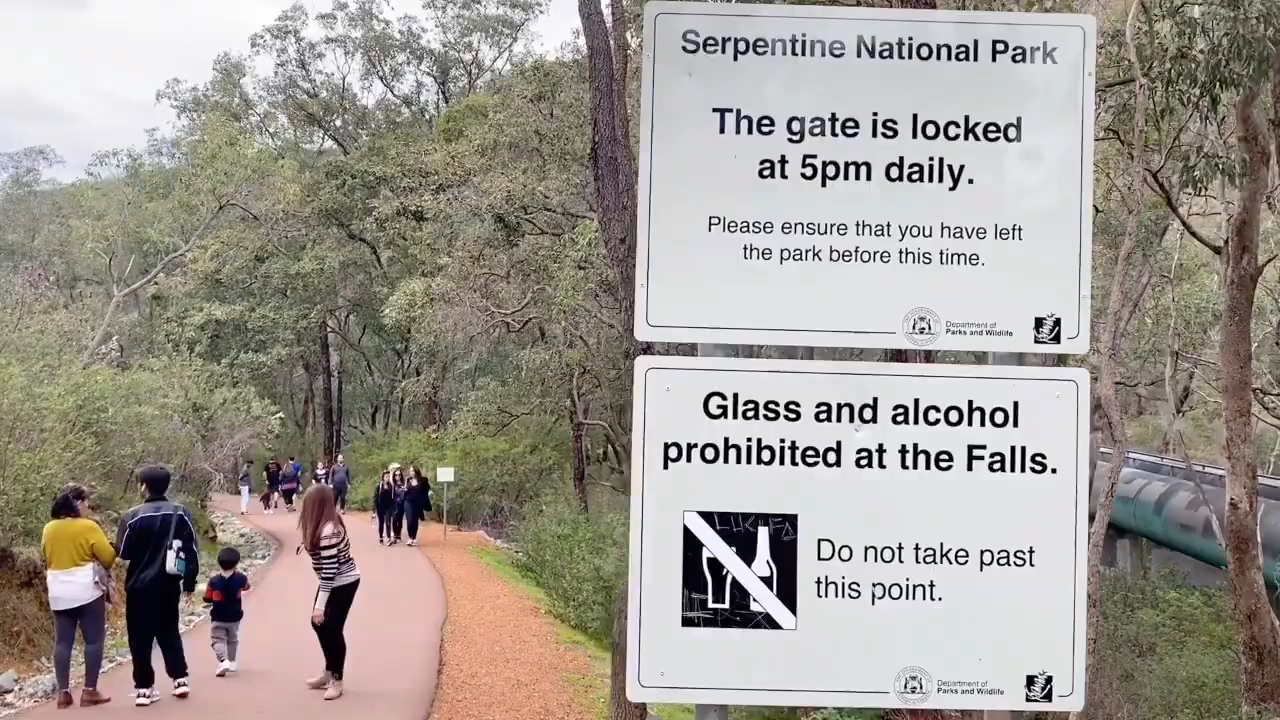 Serpentine National Park
The gate is locked
at 5pm daily.
Please ensure that you have left
the park before this time.
Department of
Parks and Wildlife
Glass and alcohol
prohibited at the Falls.
Do not take past
this point.
Department of
Parks and Wildlife